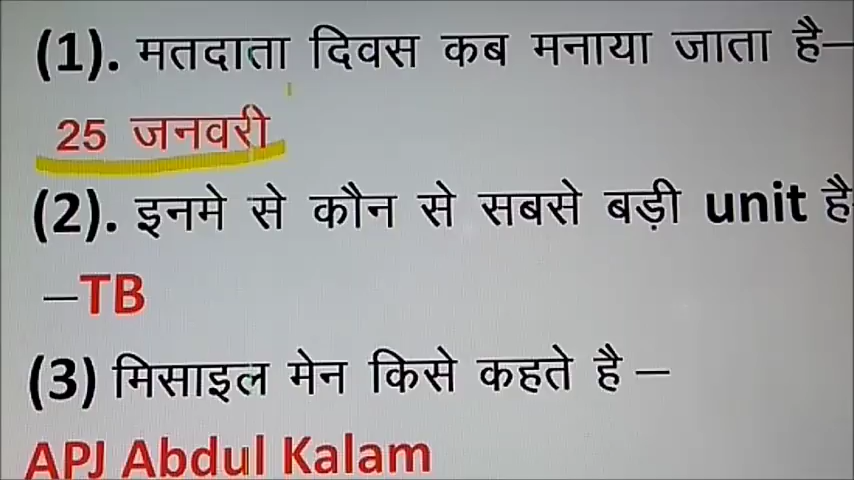 (1). मतदाता दिवस कब मनाया जाता है–
25 जनवरी
(2). इनमे से कौन से सबसे बड़ी unit है
–TB
(3) मिसाइल मेन किसे कहते है –
APJ Abdul Kalam